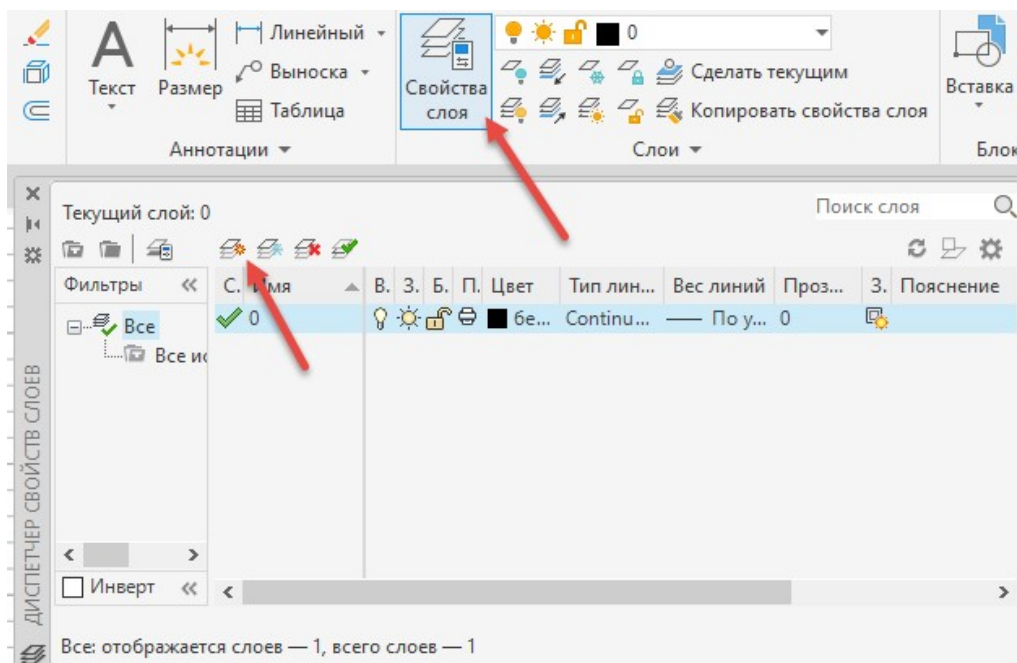 Линейный
0
A
Выноска
Сделать текущим
Текст
Размер
Свойства слоя
Вставка
Таблица
Копировать свойства слоя
Аннотации
Слои
Блок
Текущий слой: 0
Поиск слоя
Фильтры
С. Имя В. З. Б. П. Цвет Тип лин... Вес линий Проз... З. Пояснение
Все
0 бе... Continu... По у... 0
Все ис
ДИСПЕТЧЕР СВОЙСТВ СЛОЕВ
Инверт
Все: отображается слоев — 1, всего слоев — 1